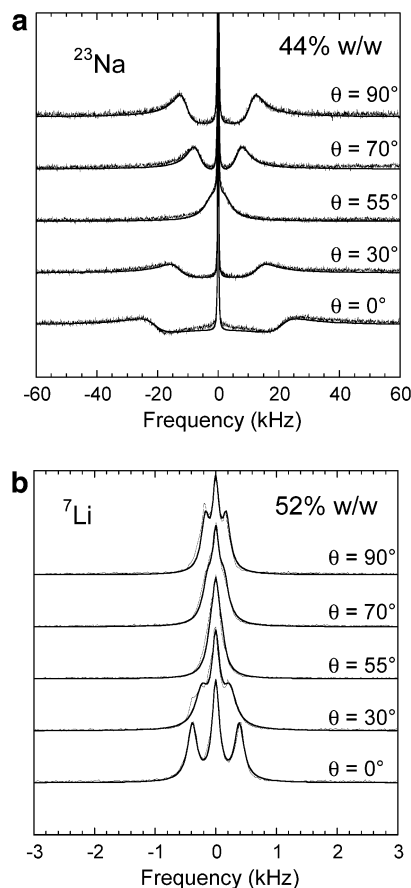 a
²³Na
44% w/w
θ = 90°
θ = 70°
θ = 55°
θ = 30°
θ = 0°
-60 -40 -20 0 20 40 60
Frequency (kHz)
b
⁷Li
52% w/w
θ = 90°
θ = 70°
θ = 55°
θ = 30°
θ = 0°
-3 -2 -1 0 1 2 3
Frequency (kHz)